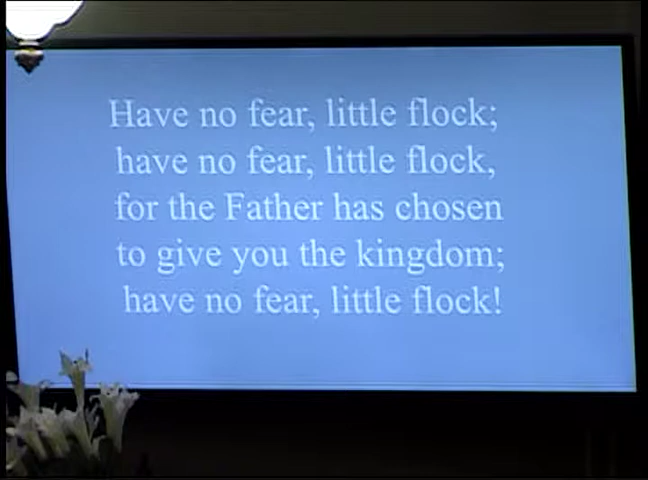 Have no fear, little flock;
have no fear, little flock,
for the Father has chosen
to give you the kingdom;
have no fear, little flock!